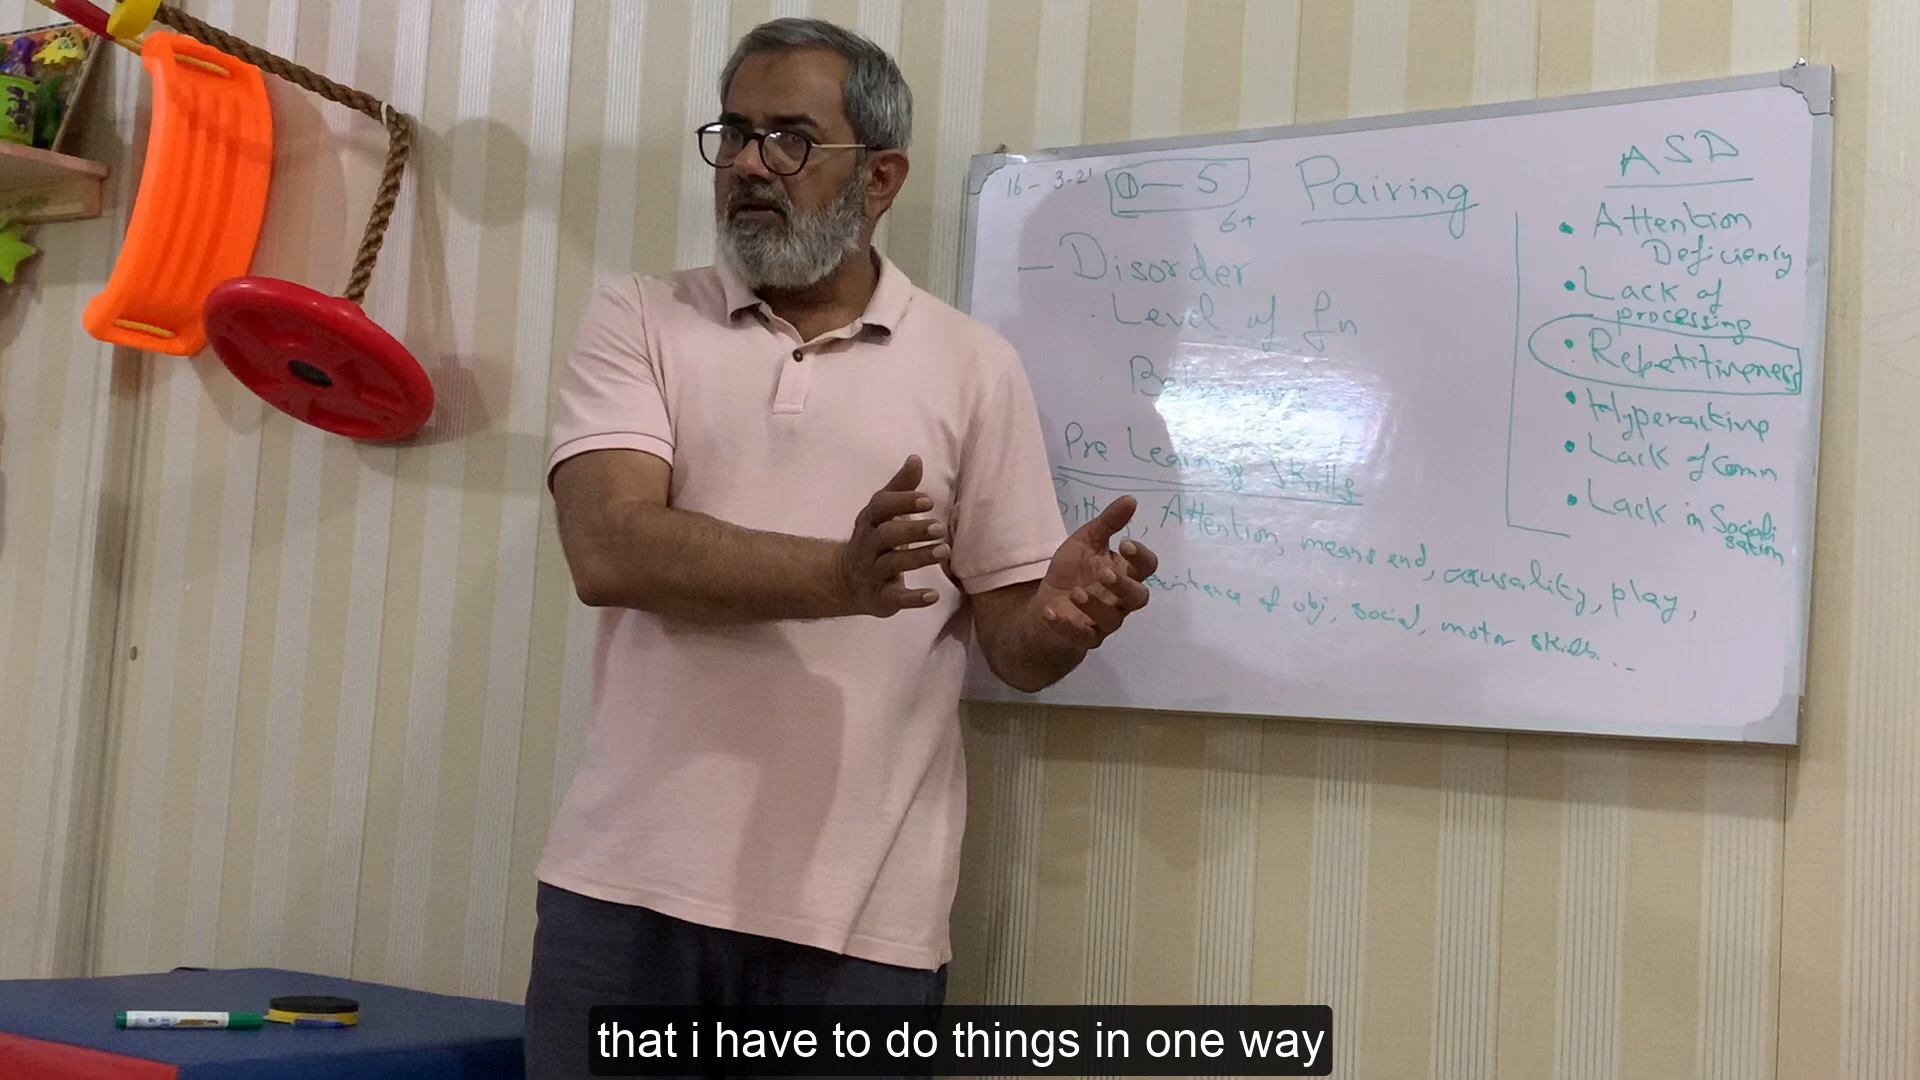 16-3-21
0-5
6+
Pairing
- Disorder
. Level of fn
Pre Learning Skills
, Attention, means end, causality, play,
of obj, social, motor skills...
ASD
• Attention
Deficiency
• Lack of
processing
• Repetitiveness
• Hyperactive
• Lack of comn
• Lack in Sociali
sation
that i have to do things in one way